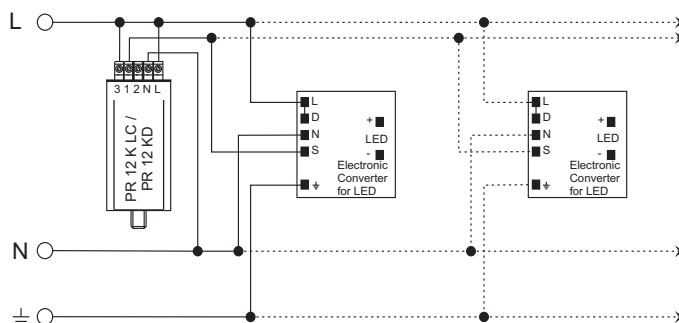 L
3 1 2 N L
PR 12 K LC /
PR 12 KD
L
D
N
S
+
LED
-
Electronic
Converter
for LED
L
D
N
S
+
LED
-
Electronic
Converter
for LED
N